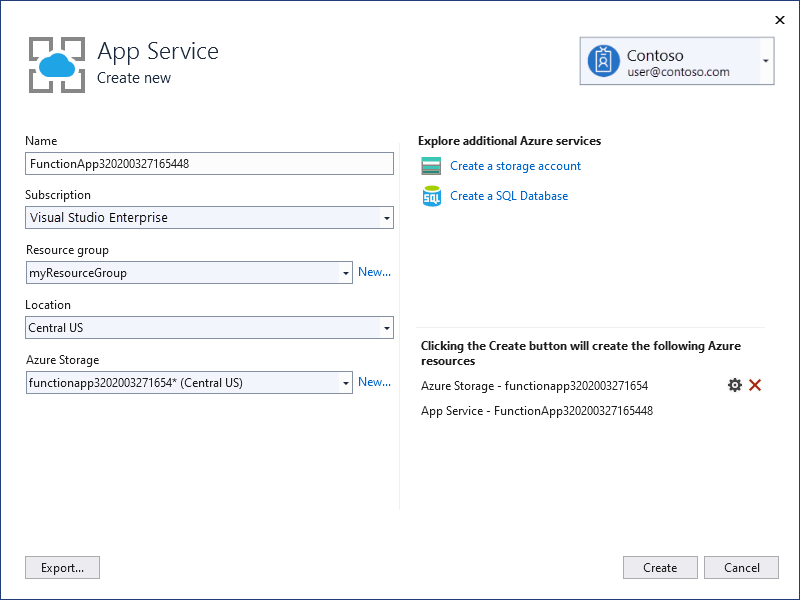 App Service
Create new
Contoso
user@contoso.com
Name
FunctionApp320200327165448
Subscription
Visual Studio Enterprise
Resource group
myResourceGroup
New...
Location
Central US
Azure Storage
functionapp3202003271654* (Central US)
New...
Explore additional Azure services
Create a storage account
SQL
Create a SQL Database
Clicking the Create button will create the following Azure
resources
Azure Storage - functionapp3202003271654
App Service - FunctionApp320200327165448
Export...
Create
Cancel